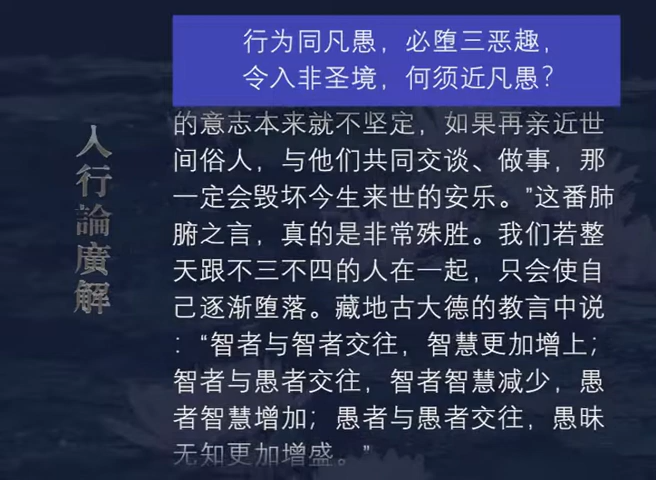 行为同凡愚，必堕三恶趣，
令入非圣境，何须近凡愚？
入行論廣解
的意志本来就不坚定，如果再亲近世
间俗人，与他们共同交谈、做事，那
一定会毁坏今生来世的安乐。”这番肺
腑之言，真的是非常殊胜。我们若整
天跟不三不四的人在一起，只会使自
己逐渐堕落。藏地古大德的教言中说
：“智者与智者交往，智慧更加增上；
智者与愚者交往，智者智慧减少，愚
者智慧增加；愚者与愚者交往，愚昧
无知更加增盛。”